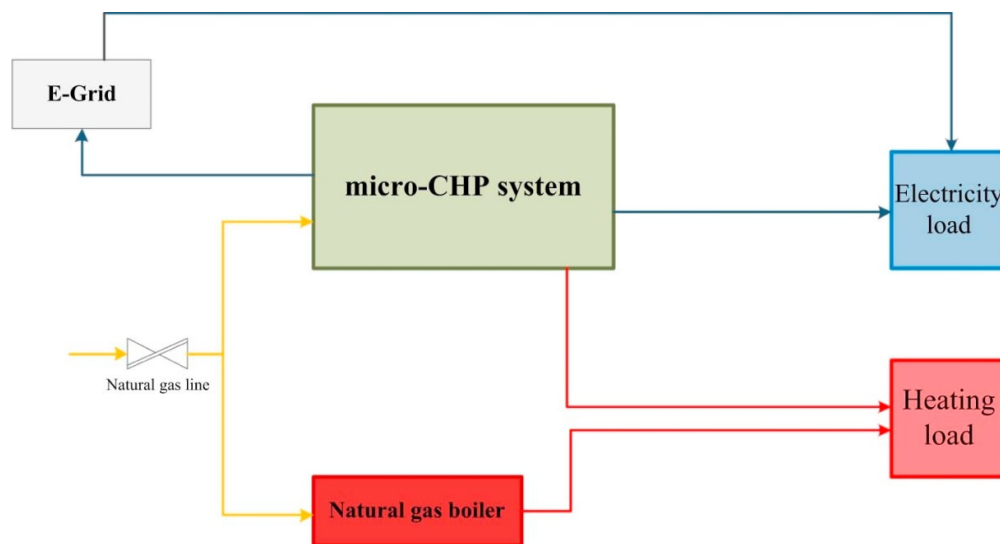 E-Grid
micro-CHP system
Electricity
load
Natural gas line
Heating
load
Natural gas boiler